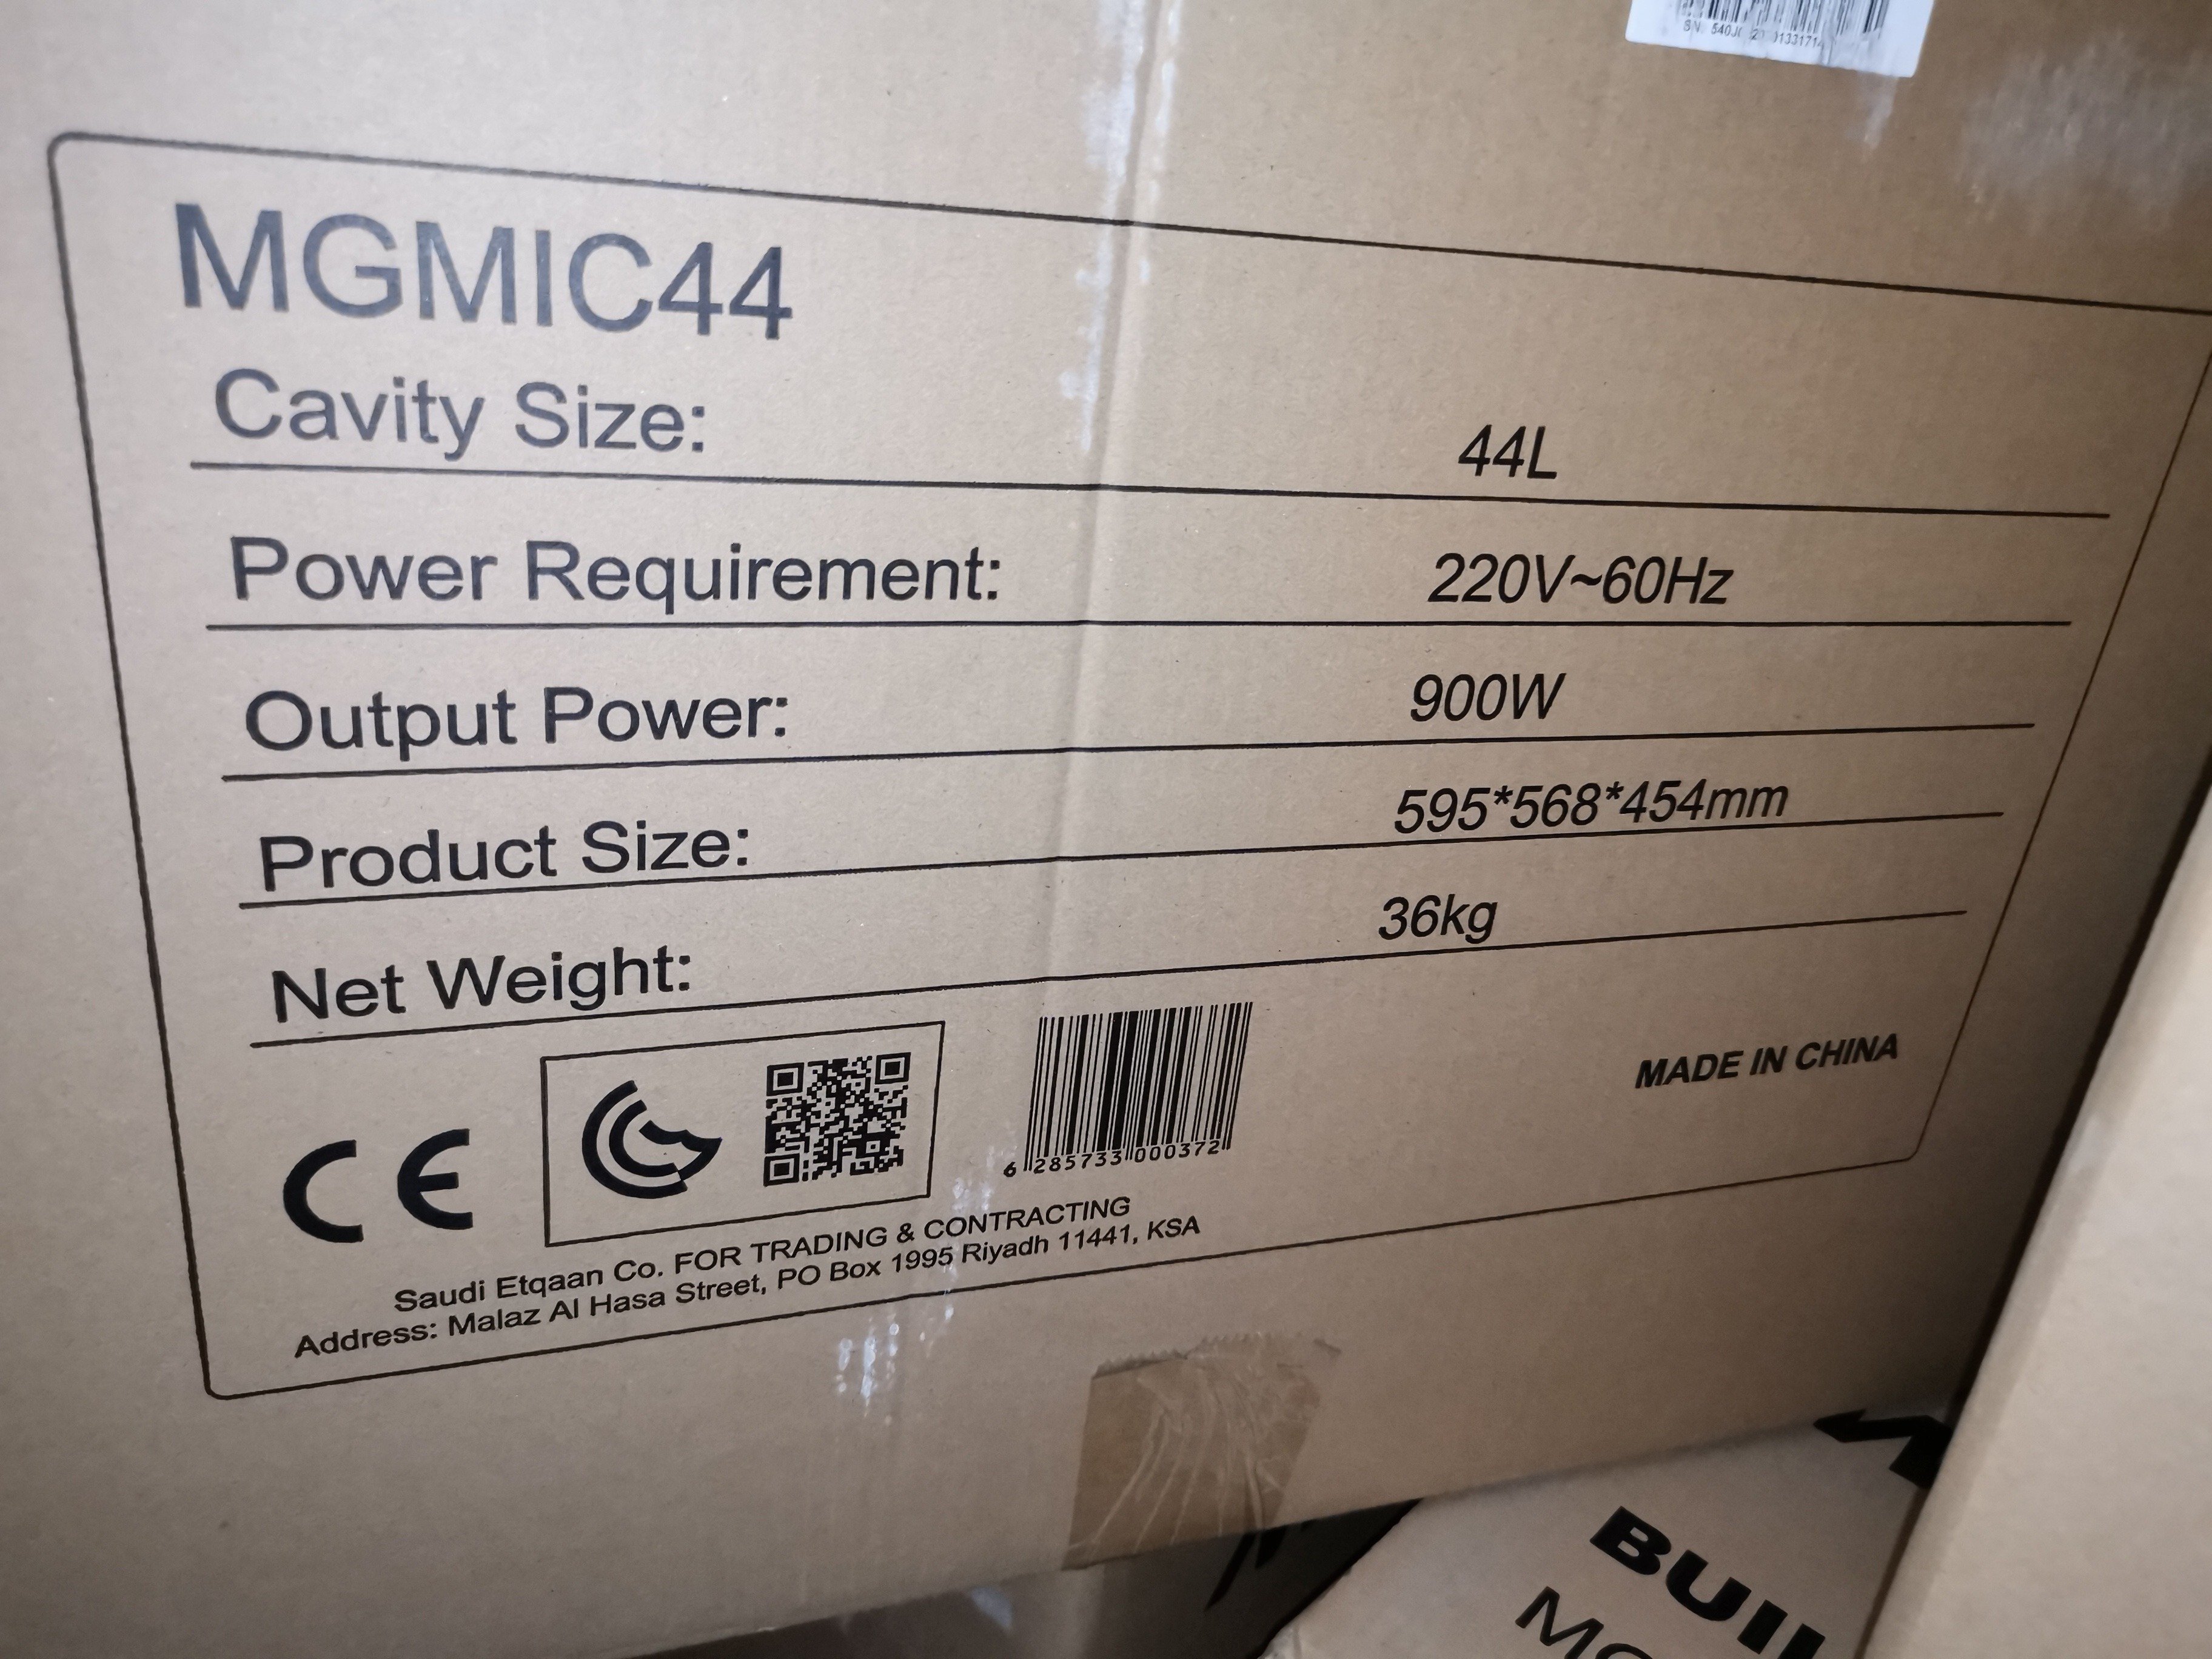 MGMIC44
Cavity Size: 44L
Power Requirement: 220V~60Hz
Output Power: 900W
Product Size: 595*568*454mm
Net Weight: 36kg
CE
6 285733 000372
MADE IN CHINA
Saudi Etqaan Co. FOR TRADING & CONTRACTING
Address: Malaz Al Hasa Street, PO Box 1995 Riyadh 11441, KSA